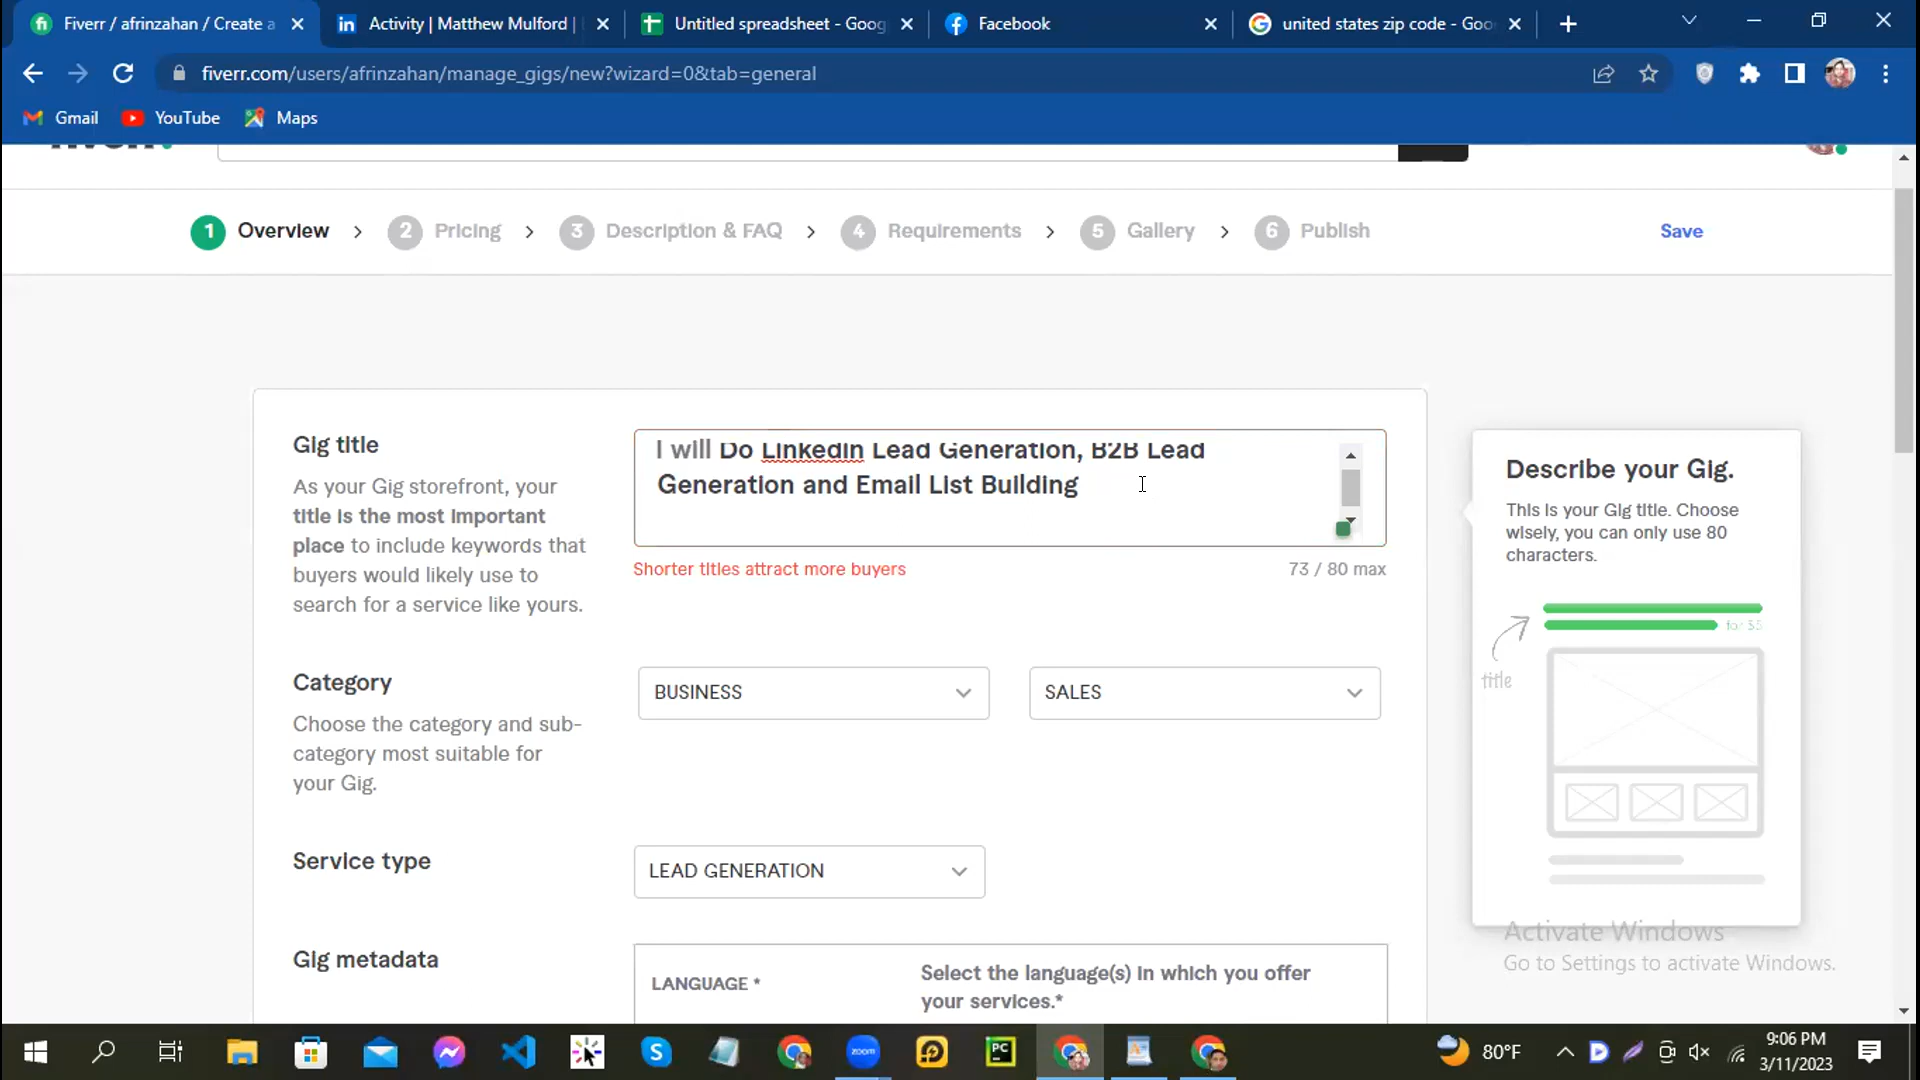 Fiverr / afrinzahan / Create a
Activity | Matthew Mulford |
Untitled spreadsheet - Goog
Facebook
united states zip code - Goo
fiverr.com/users/afrinzahan/manage_gigs/new?wizard=0&tab=general
Gmail
YouTube
Maps
1 Overview
2 Pricing
3 Description & FAQ
4 Requirements
5 Gallery
6 Publish
Save
Gig title
As your Gig storefront, your
title is the most important
place to include keywords that
buyers would likely use to
search for a service like yours.
I will Do Linkedin Lead Generation, B2B Lead
Generation and Email List Building
Shorter titles attract more buyers
73 / 80 max
Describe your Gig.
This is your Gig title. Choose
wisely, you can only use 80
characters.
for $5
title
Category
Choose the category and sub-
category most suitable for
your Gig.
BUSINESS
SALES
Service type
LEAD GENERATION
Gig metadata
LANGUAGE *
Select the language(s) in which you offer
your services.*
Activate Windows
Go to Settings to activate Windows.
zoom
PC
80°F
9:06 PM
3/11/2023